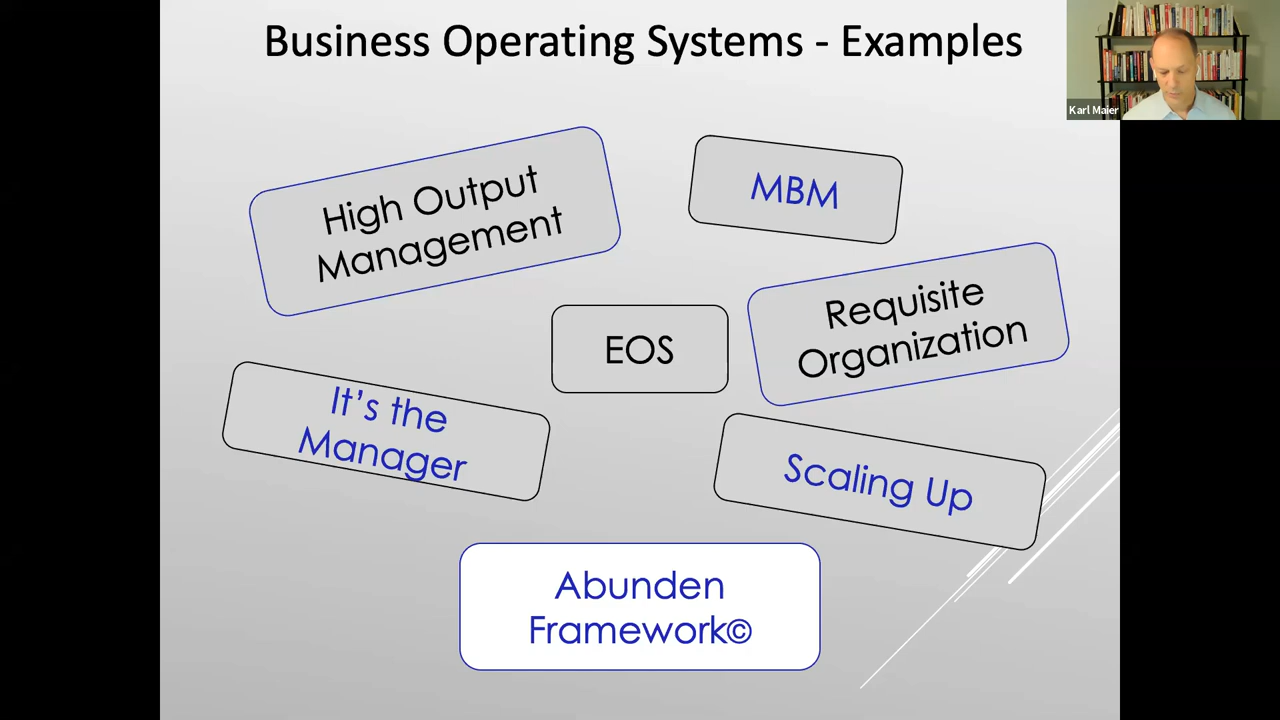 Business Operating Systems - Examples
Karl Maier
High Output
Management
MBM
Requisite
Organization
EOS
It's the
Manager
Scaling Up
Abunden
Framework©